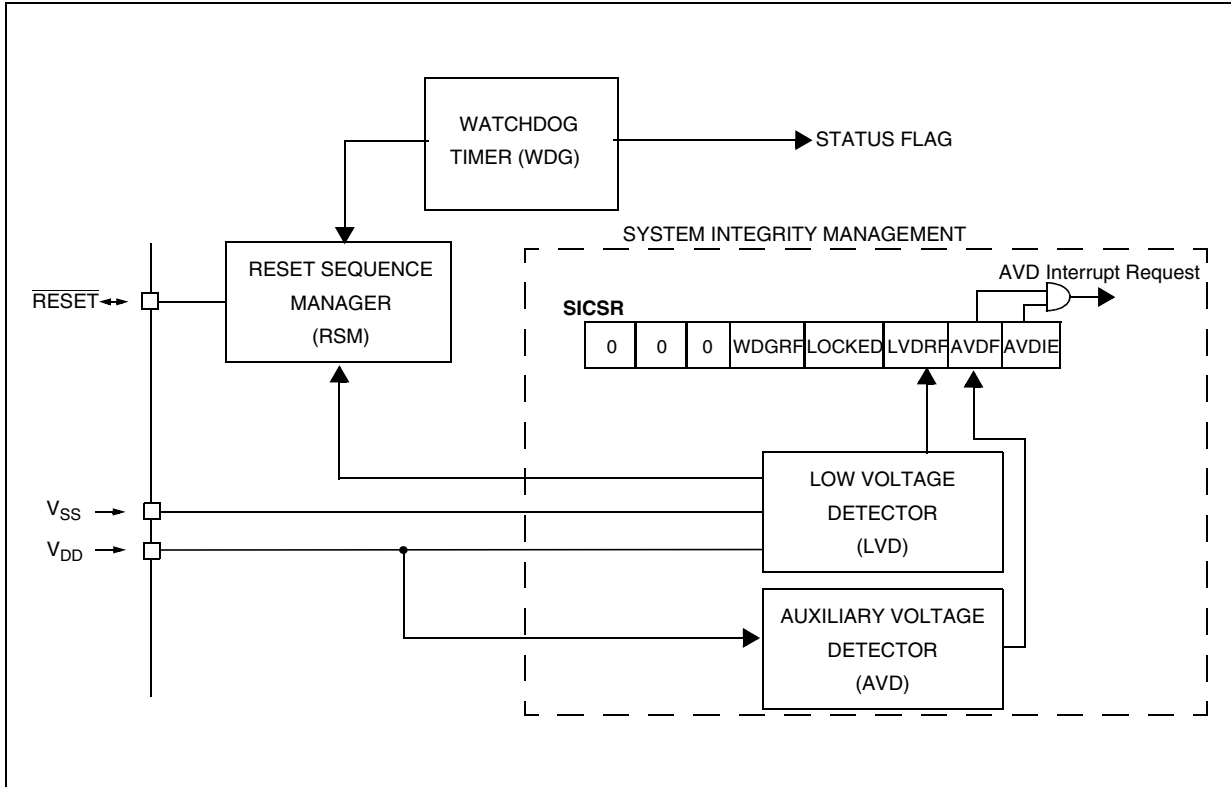 WATCHDOG
TIMER (WDG)
STATUS FLAG
SYSTEM INTEGRITY MANAGEMENT
RESET SEQUENCE
MANAGER
(RSM)
RESET
AVD Interrupt Request
SICSR
0 0 0 WDGRF LOCKED LVDRF AVDF AVDIE
LOW VOLTAGE
DETECTOR
(LVD)
VSS
VDD
AUXILIARY VOLTAGE
DETECTOR
(AVD)